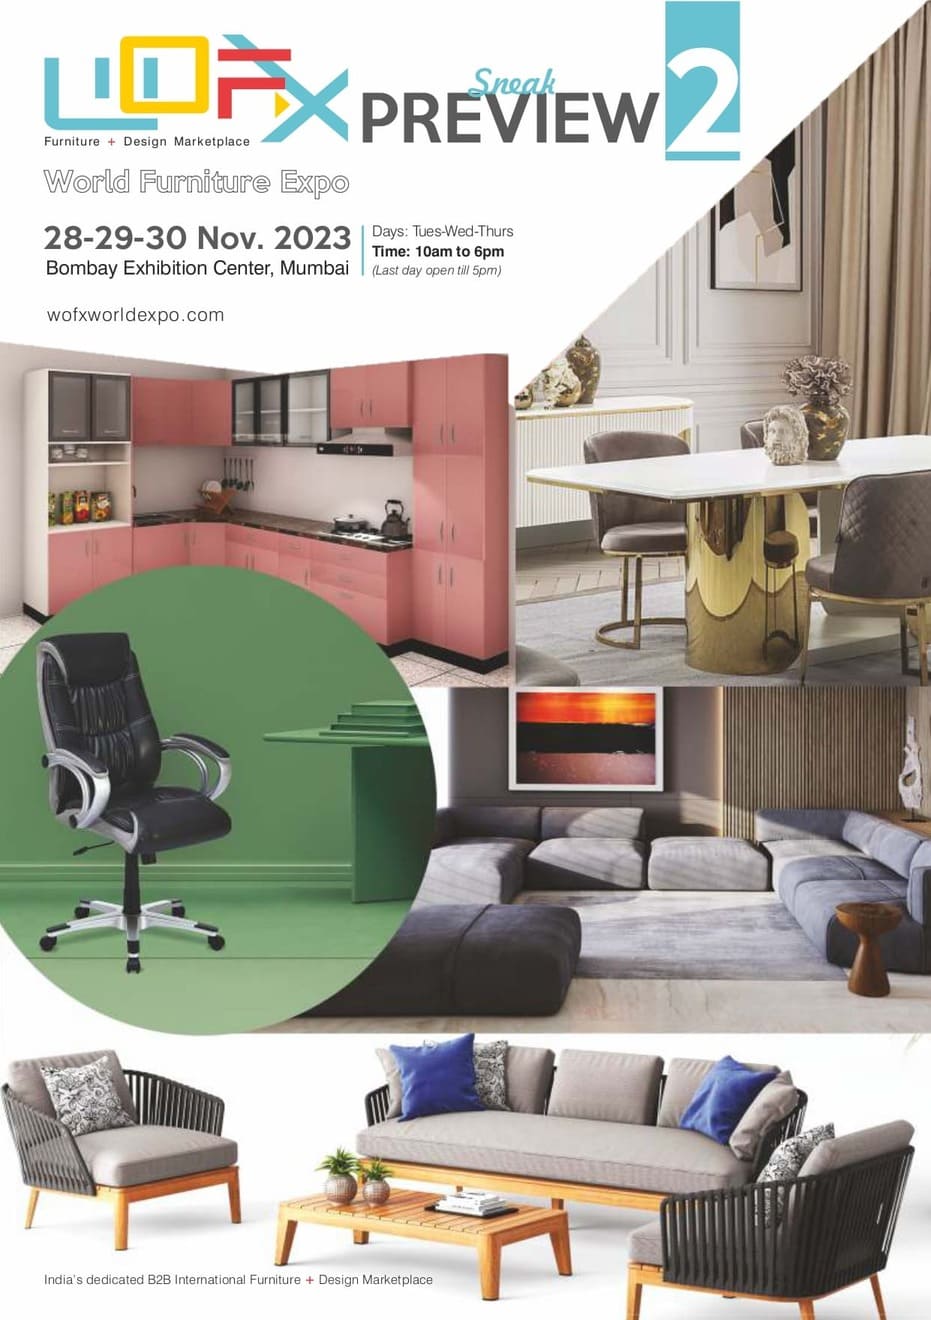 WOFX
Furniture + Design Marketplace
Sneak
PREVIEW 2
World Furniture Expo
28-29-30 Nov. 2023
Bombay Exhibition Center, Mumbai
Days: Tues-Wed-Thurs
Time: 10am to 6pm
(Last day open till 5pm)
wofxworldexpo.com
India's dedicated B2B International Furniture + Design Marketplace